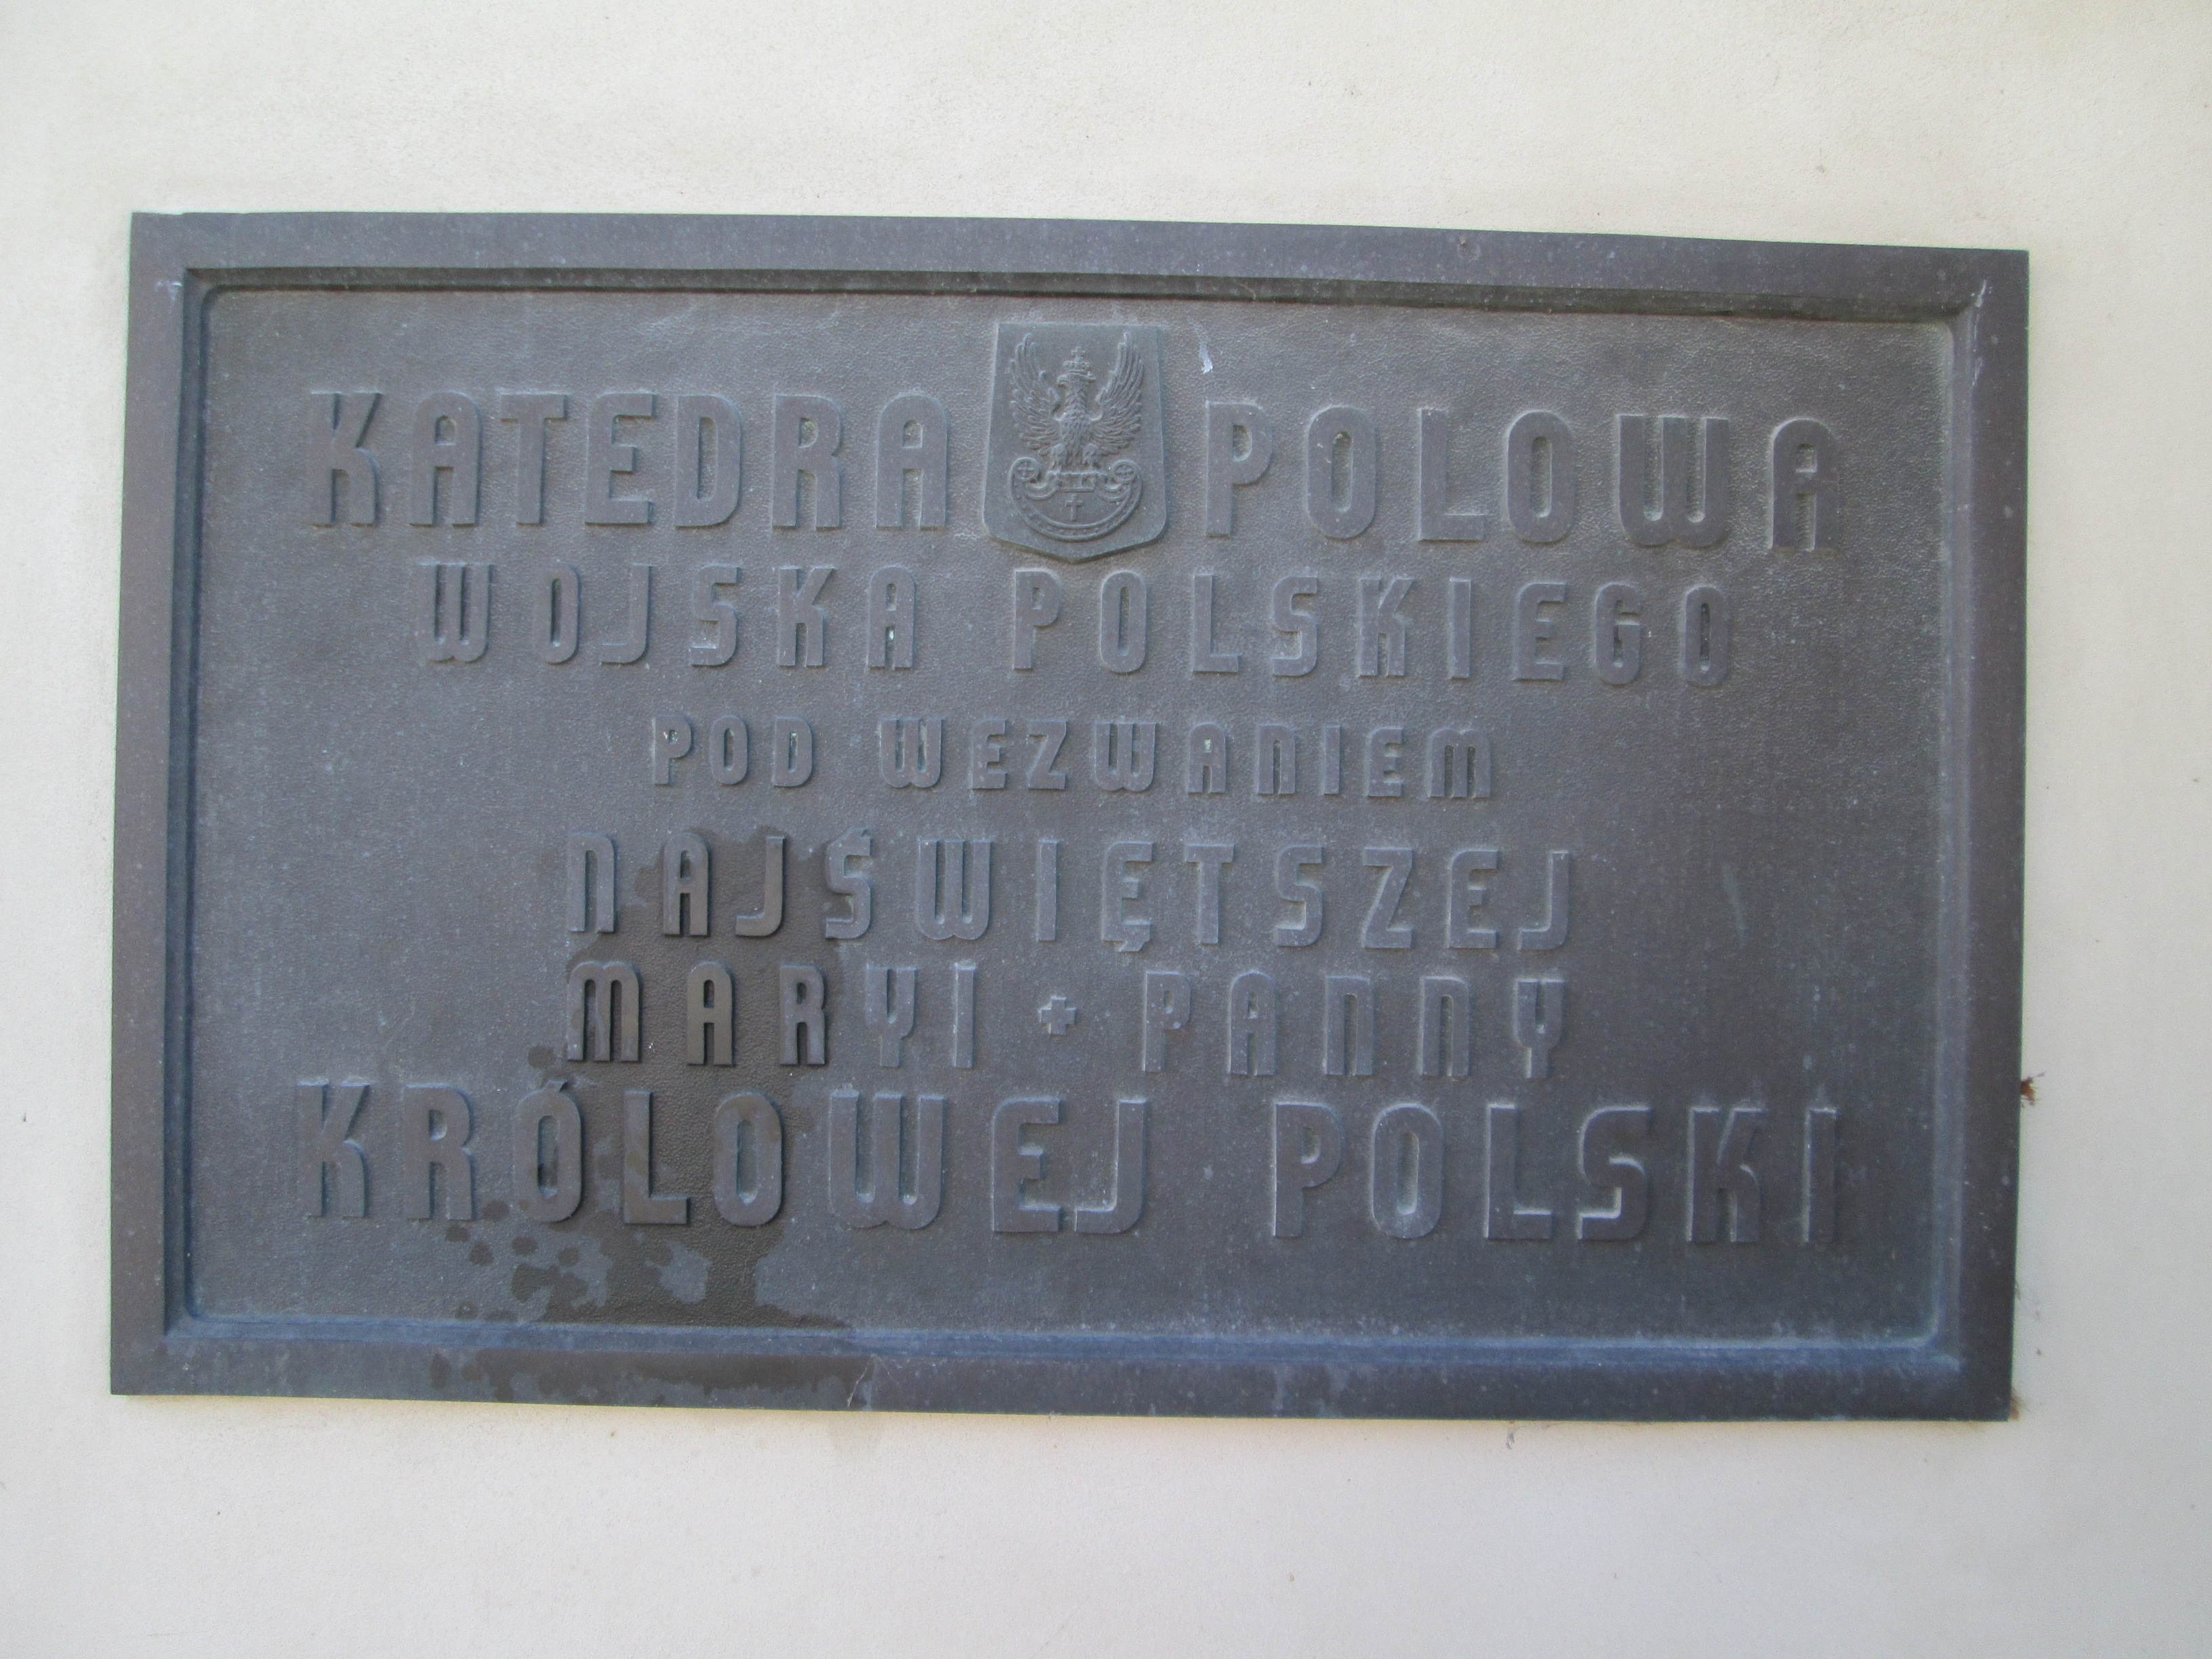 KATEDRA POLOWA
WOJSKA POLSKIEGO
POD WEZWANIEM
NAJŚWIĘTSZEJ
MARYI + PANNY
KRÓLOWEJ POLSKI